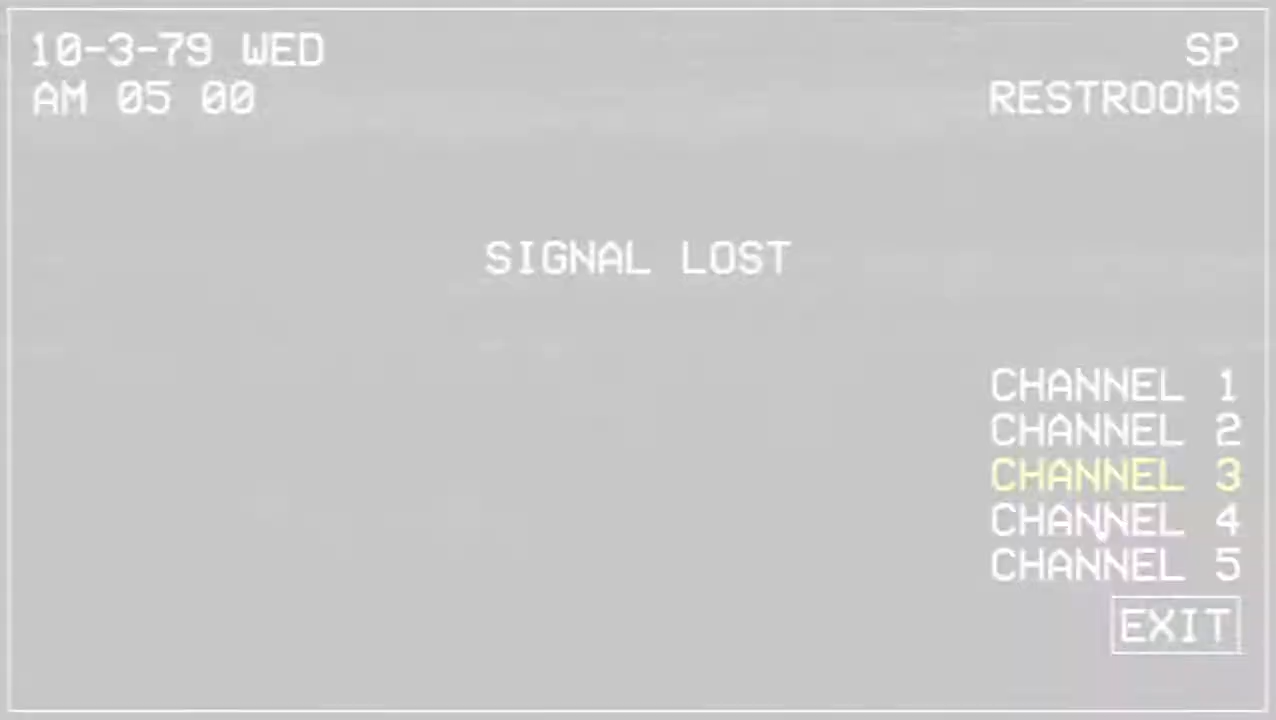 10-3-79 WED
AM 05 00
SP
RESTROOMS
SIGNAL LOST
CHANNEL 1
CHANNEL 2
CHANNEL 3
CHANNEL 4
CHANNEL 5
EXIT